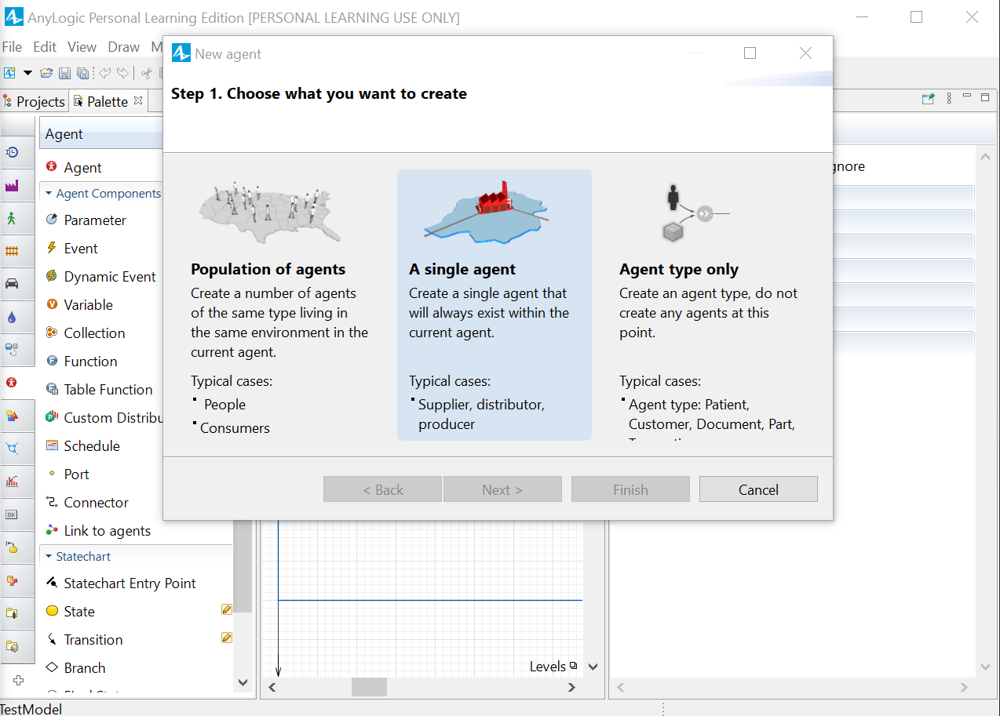 AnyLogic Personal Learning Edition [PERSONAL LEARNING USE ONLY]
File Edit View Draw M
New agent
Step 1. Choose what you want to create
Projects Palette
Agent
Agent
Agent Components
Parameter
Event
Dynamic Event
Variable
Collection
Function
Table Function
Custom Distribu
Schedule
Port
Connector
Link to agents
Statechart
Statechart Entry Point
State
Transition
Branch
OK
Population of agents
Create a number of agents
of the same type living in
the same environment in the
current agent.
Typical cases:
People
Consumers
A single agent
Create a single agent that
will always exist within the
current agent.
Typical cases:
Supplier, distributor,
producer
Agent type only
Create an agent type, do not
create any agents at this
point.
Typical cases:
Agent type: Patient,
Customer, Document, Part,
< Back Next > Finish Cancel
gnore
Levels
TestModel